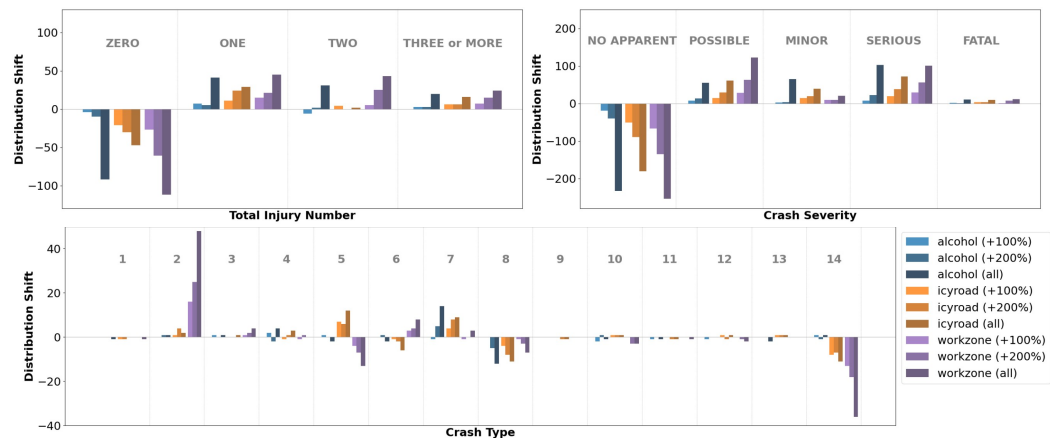 Distribution Shift
100
50
0
−50
−100
ZERO
ONE
TWO
THREE or MORE
Total Injury Number
Distribution Shift
200
100
0
−100
−200
NO APPARENT
POSSIBLE
MINOR
SERIOUS
FATAL
Crash Severity
Distribution Shift
40
20
0
−20
−40
1
2
3
4
5
6
7
8
9
10
11
12
13
14
Crash Type
alcohol (+100%)
alcohol (+200%)
alcohol (all)
icyroad (+100%)
icyroad (+200%)
icyroad (all)
workzone (+100%)
workzone (+200%)
workzone (all)